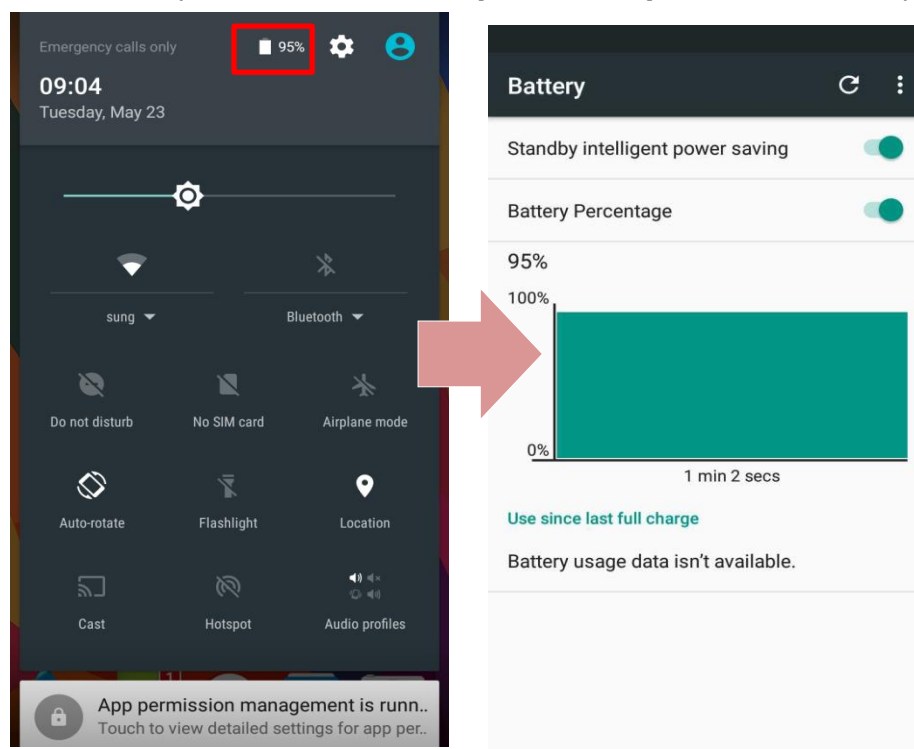 Emergency calls only
95%
09:04
Tuesday, May 23
sung
Bluetooth
Do not disturb
No SIM card
Airplane mode
Auto-rotate
Flashlight
Location
Cast
Hotspot
Audio profiles
1
App permission management is runn..
Touch to view detailed settings for app per..
Battery
Standby intelligent power saving
Battery Percentage
95%
100%
0%
1 min 2 secs
Use since last full charge
Battery usage data isn't available.